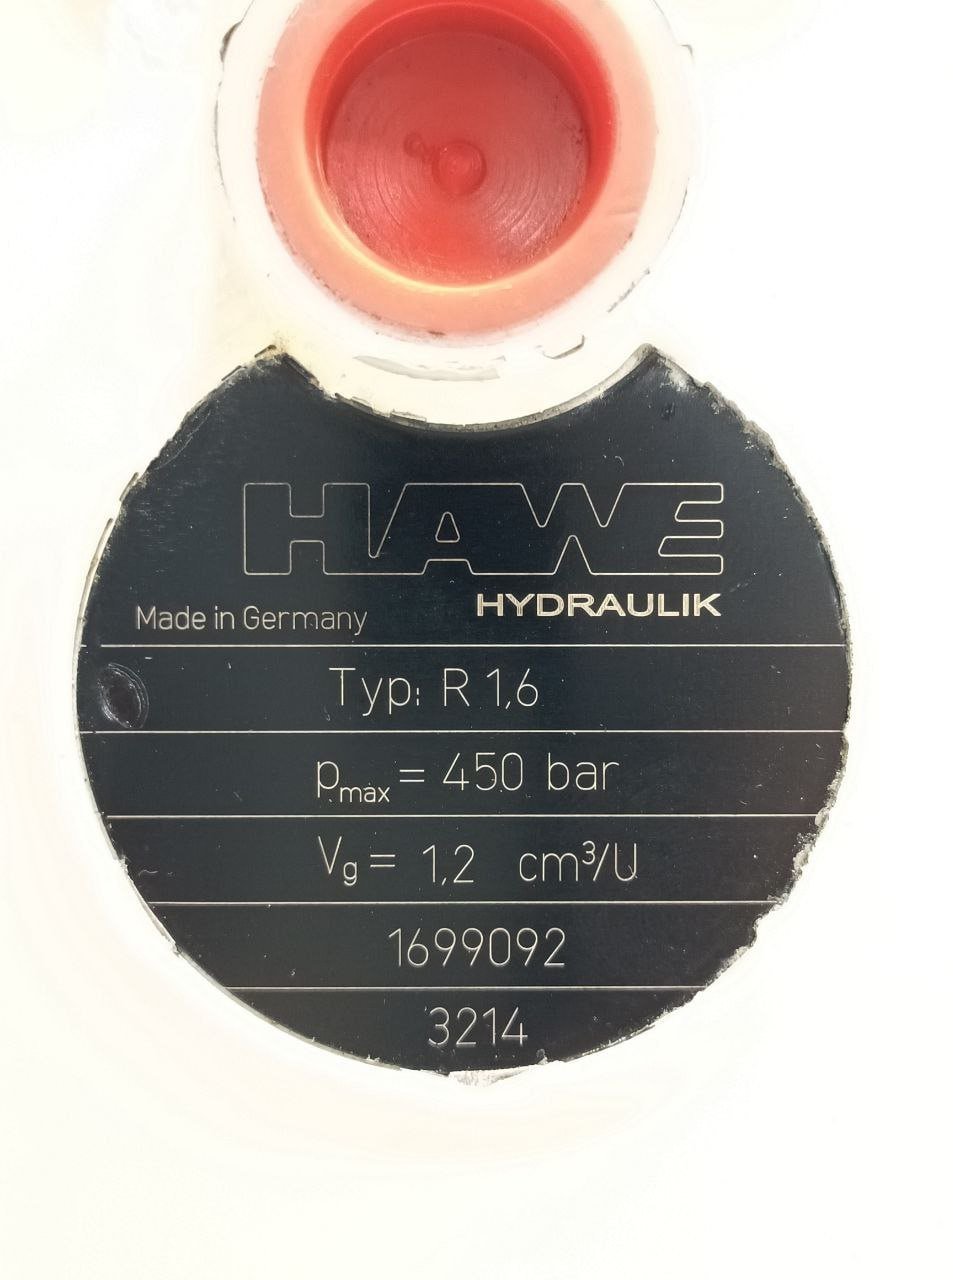 HAWE
HYDRAULIK
Made in Germany
Typ: R 1,6
pmax = 450 bar
Vg = 1,2 cm³/U
1699092
3214